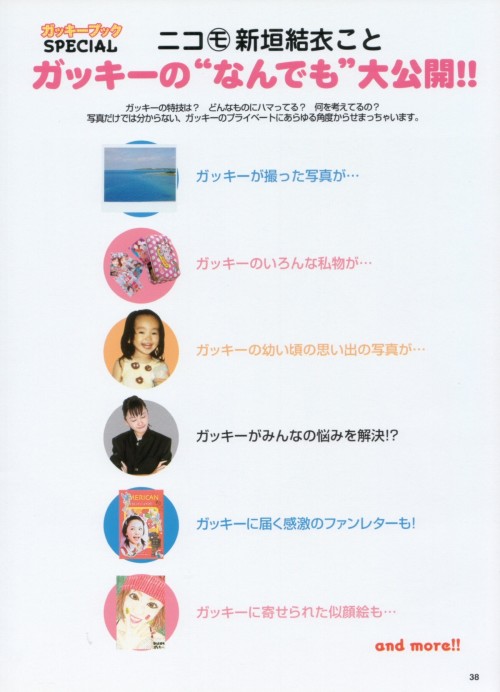 ガッキーブック
SPECIAL
ニコ㋲新垣結衣こと
ガッキーの“なんでも”大公開!!
ガッキーの特技は？　どんなものにハマってる？　何を考えてるの？
写真だけでは分からない、ガッキーのプライベートにあらゆる角度からせまっちゃいます。
ガッキーが撮った写真が…
ガッキーのいろんな私物が…
ガッキーの幼い頃の思い出の写真が…
ガッキーがみんなの悩みを解決!?
MERICAN
ガッキーに届く感激のファンレターも!
ガッキーに寄せられた似顔絵も…
and more!!
38